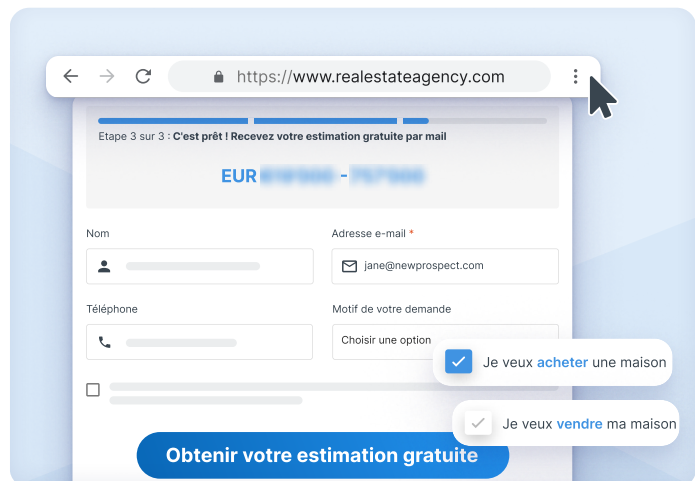 https://www.realestateagency.com
Etape 3 sur 3 : C'est prêt ! Recevez votre estimation gratuite par mail
EUR -
Nom
Adresse e-mail *
jane@newprospect.com
Téléphone
Motif de votre demande
Choisir une option
Je veux acheter une maison
Je veux vendre ma maison
Obtenir votre estimation gratuite